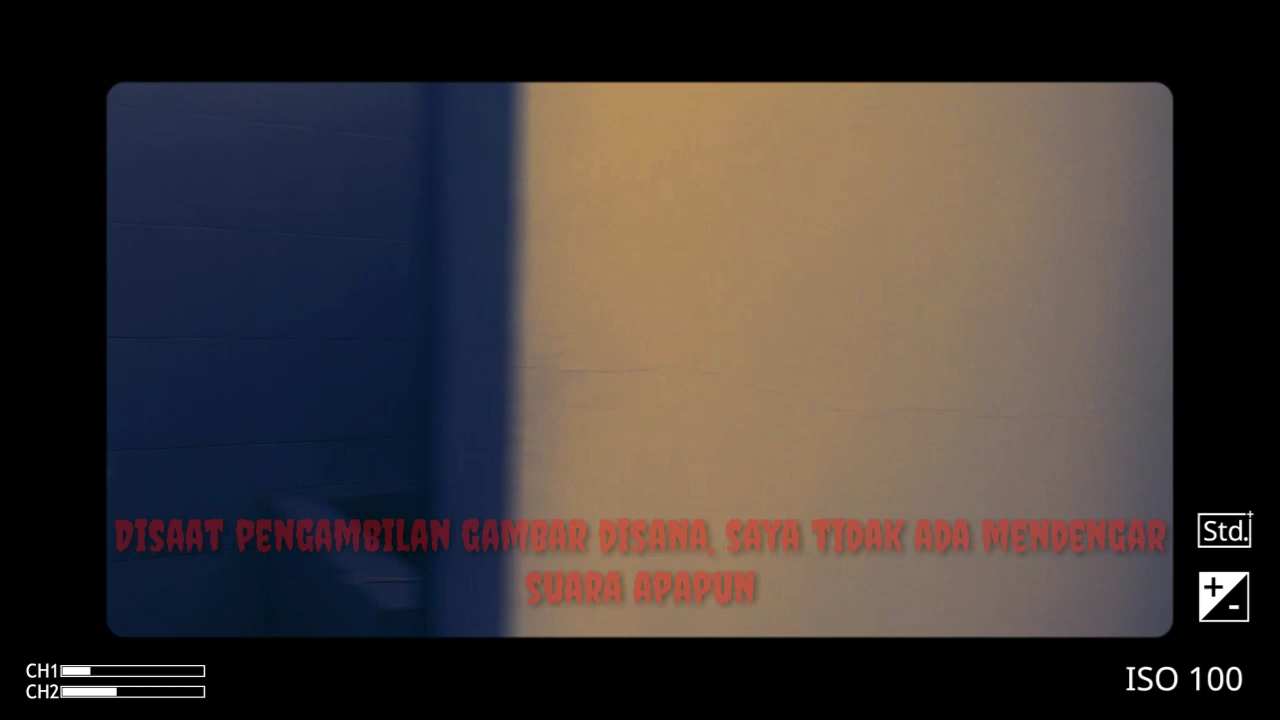 DISAAT PENGAMBILAN GAMBAR DISANA, SAYA TIDAK ADA MENDENGAR
SUARA APAPUN
Std.+
+
-
CH1
CH2
ISO 100